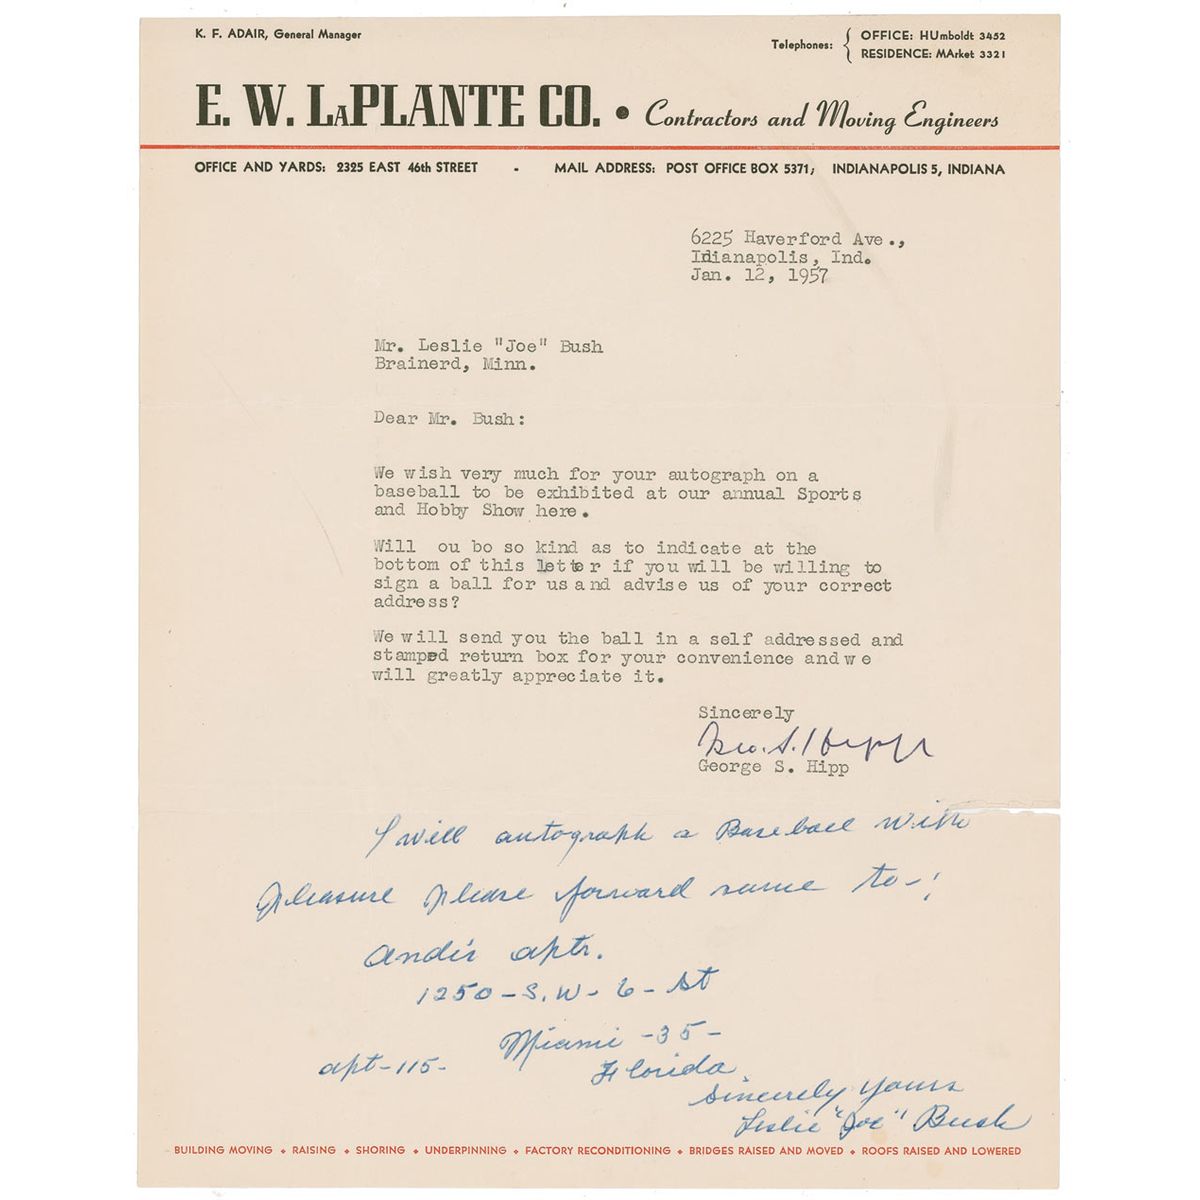 K. F. ADAIR, General Manager
Telephones: { OFFICE: HUmboldt 3452
RESIDENCE: MArket 3321
E. W. LaPLANTE CO. • Contractors and Moving Engineers
OFFICE AND YARDS: 2325 EAST 46th STREET - MAIL ADDRESS: POST OFFICE BOX 5371; INDIANAPOLIS 5, INDIANA
6225 Haverford Ave.,
Indianapolis, Ind.
Jan. 12, 1957
Mr. Leslie "Joe" Bush
Brainerd, Minn.
Dear Mr. Bush:
We wish very much for your autograph on a
baseball to be exhibited at our annual Sports
and Hobby Show here.
Will ou bo so kind as to indicate at the
bottom of this letter if you will be willing to
sign a ball for us and advise us of your correct
address?
We will send you the ball in a self addressed and
stamped return box for your convenience and we
will greatly appreciate it.
Sincerely
Geo. S. Hipp
George S. Hipp
I will autograph a Baseball with
pleasure please forward same to-:
Andis apts.
1250-S.W-6-St
Miami-35-
apt-115-
Florida
Sincerely Yours
Leslie "Joe" Bush
BUILDING MOVING ♦ RAISING ♦ SHORING ♦ UNDERPINNING ♦ FACTORY RECONDITIONING ♦ BRIDGES RAISED AND MOVED ♦ ROOFS RAISED AND LOWERED